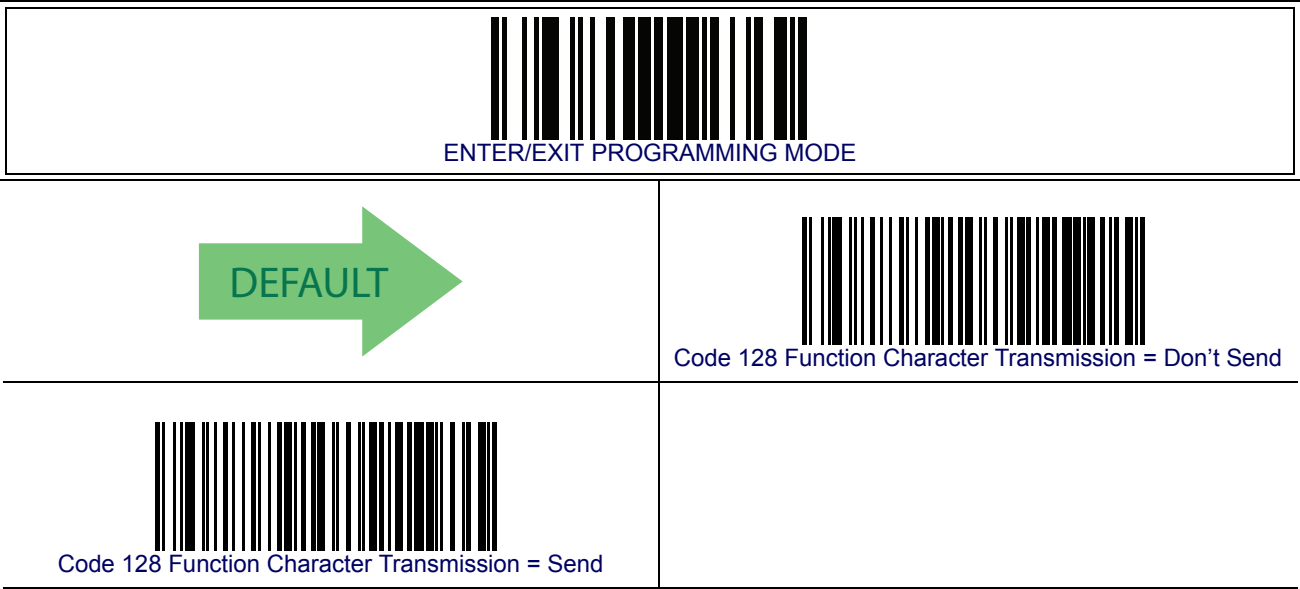 ENTER/EXIT PROGRAMMING MODE
DEFAULT
Code 128 Function Character Transmission = Don’t Send
Code 128 Function Character Transmission = Send